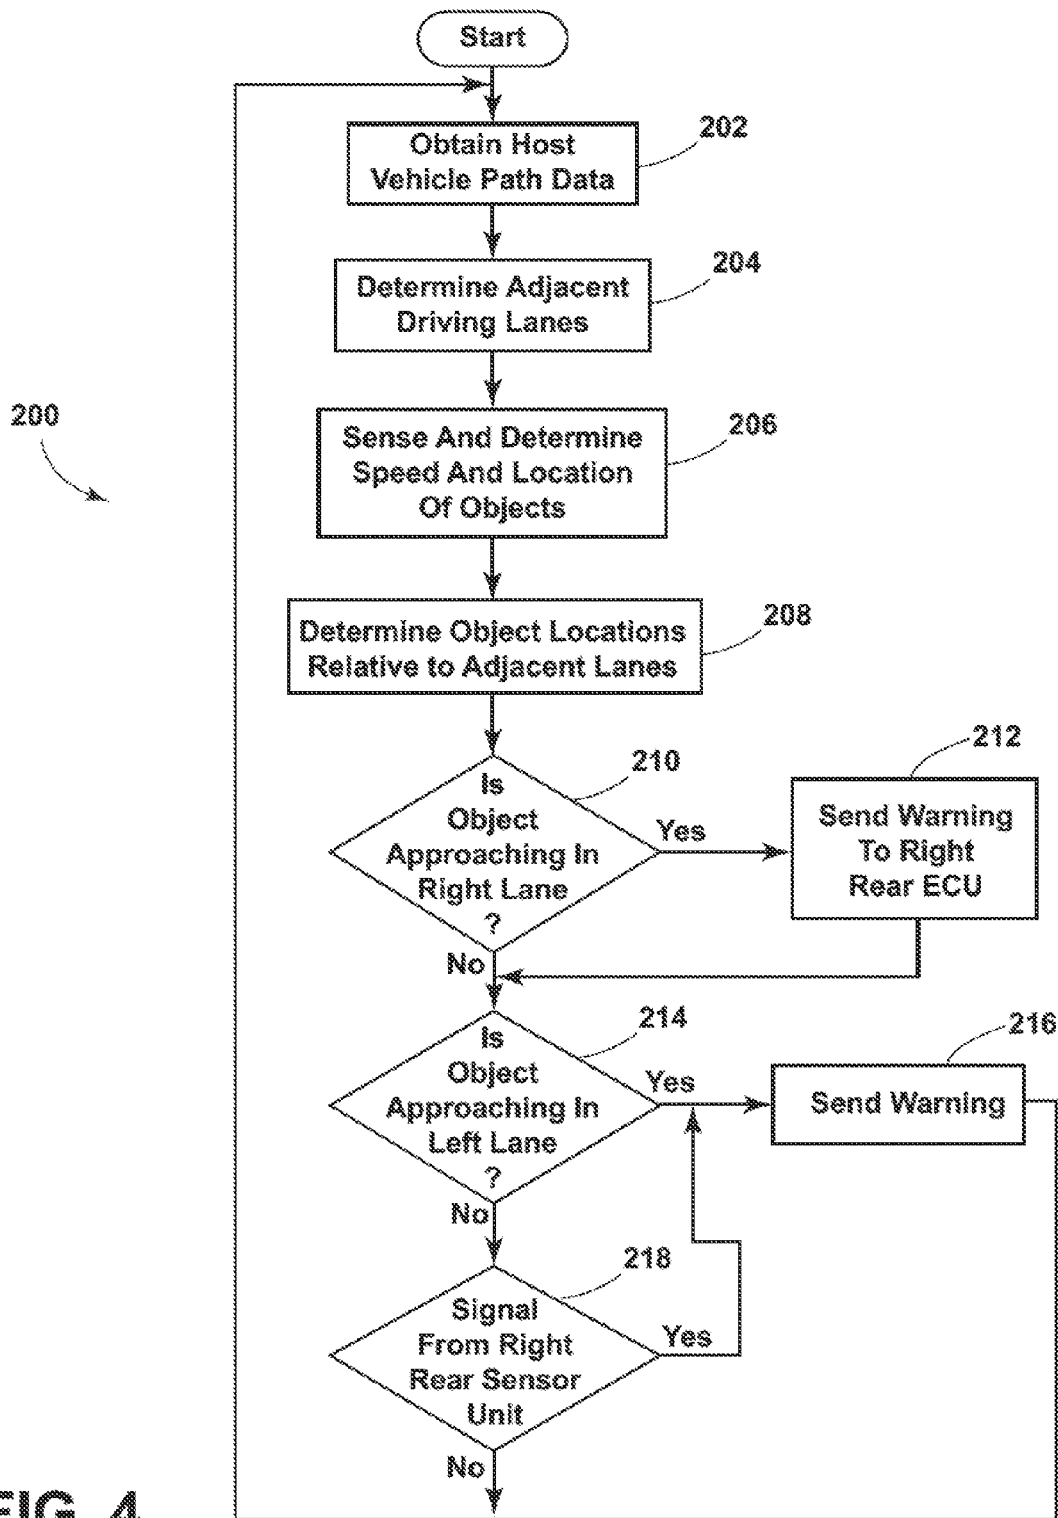 Start
202
Obtain Host
Vehicle Path Data
204
Determine Adjacent
Driving Lanes
200
206
Sense And Determine
Speed And Location
Of Objects
208
Determine Object Locations
Relative to Adjacent Lanes
210
Is
Object
Approaching In
Right Lane
?
Yes
212
Send Warning
To Right
Rear ECU
No
214
Is
Object
Approaching In
Left Lane
?
Yes
216
Send Warning
No
218
Signal
From Right
Rear Sensor
Unit
Yes
No
FIG. 4